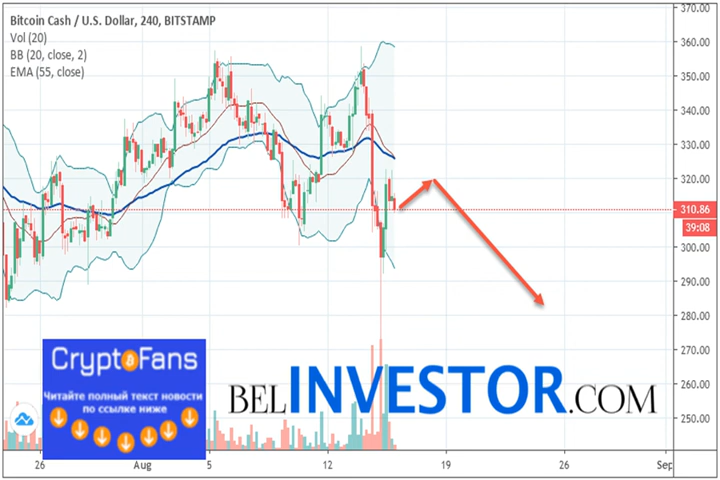 Bitcoin Cash / U.S. Dollar, 240, BITSTAMP
Vol (20)
BB (20, close, 2)
EMA (55, close)
370.00
360.00
350.00
340.00
330.00
320.00
310.86
39:08
300.00
290.00
280.00
270.00
260.00
250.00
CryptoFans
Читайте полный текст новости
по ссылке ниже
BELINVESTOR.COM
26
Aug
5
12
19
26
Sep